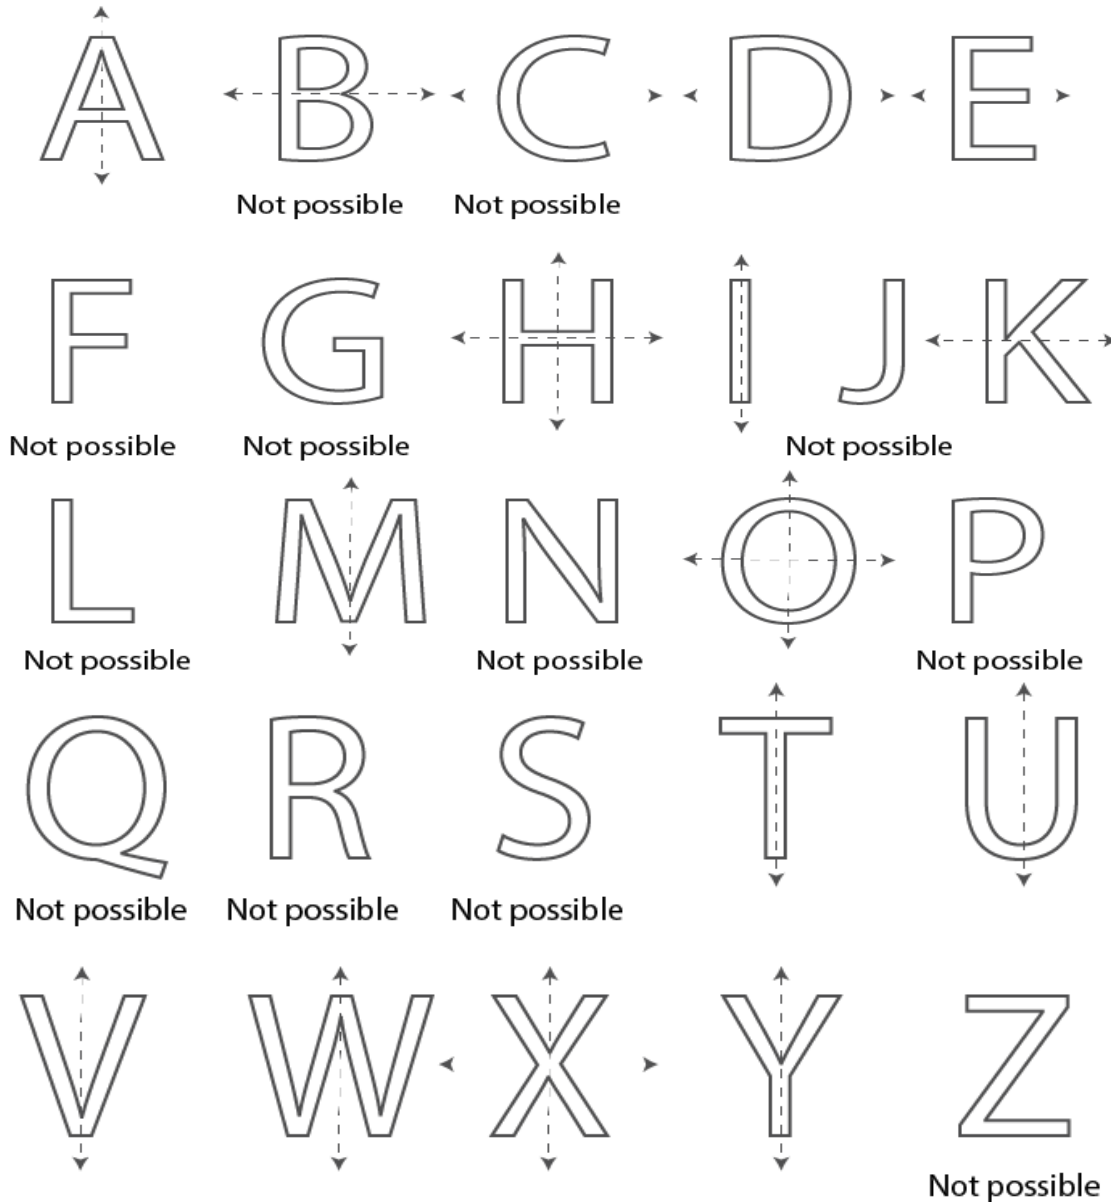 A B C D E
Not possible Not possible
F G H I J K
Not possible Not possible Not possible
L M N O P
Not possible Not possible Not possible
Q R S T U
Not possible Not possible Not possible
V W X Y Z
Not possible